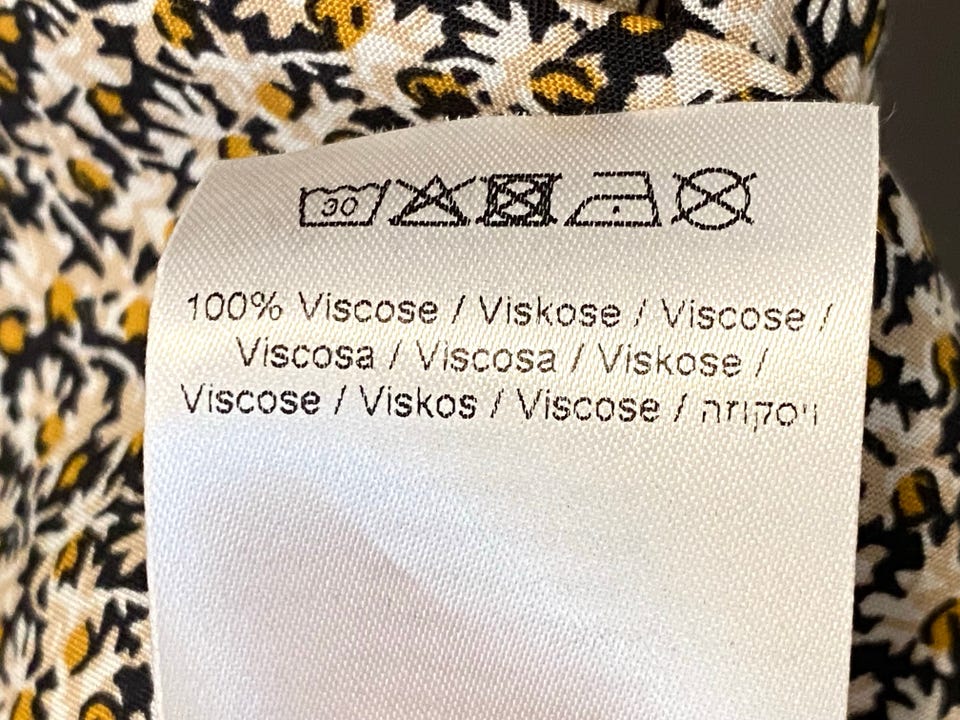 30
100% Viscose / Viskose / Viscose /
Viscosa / Viscosa / Viskose /
Viscose / Viskos / Viscose / ויסקוזה